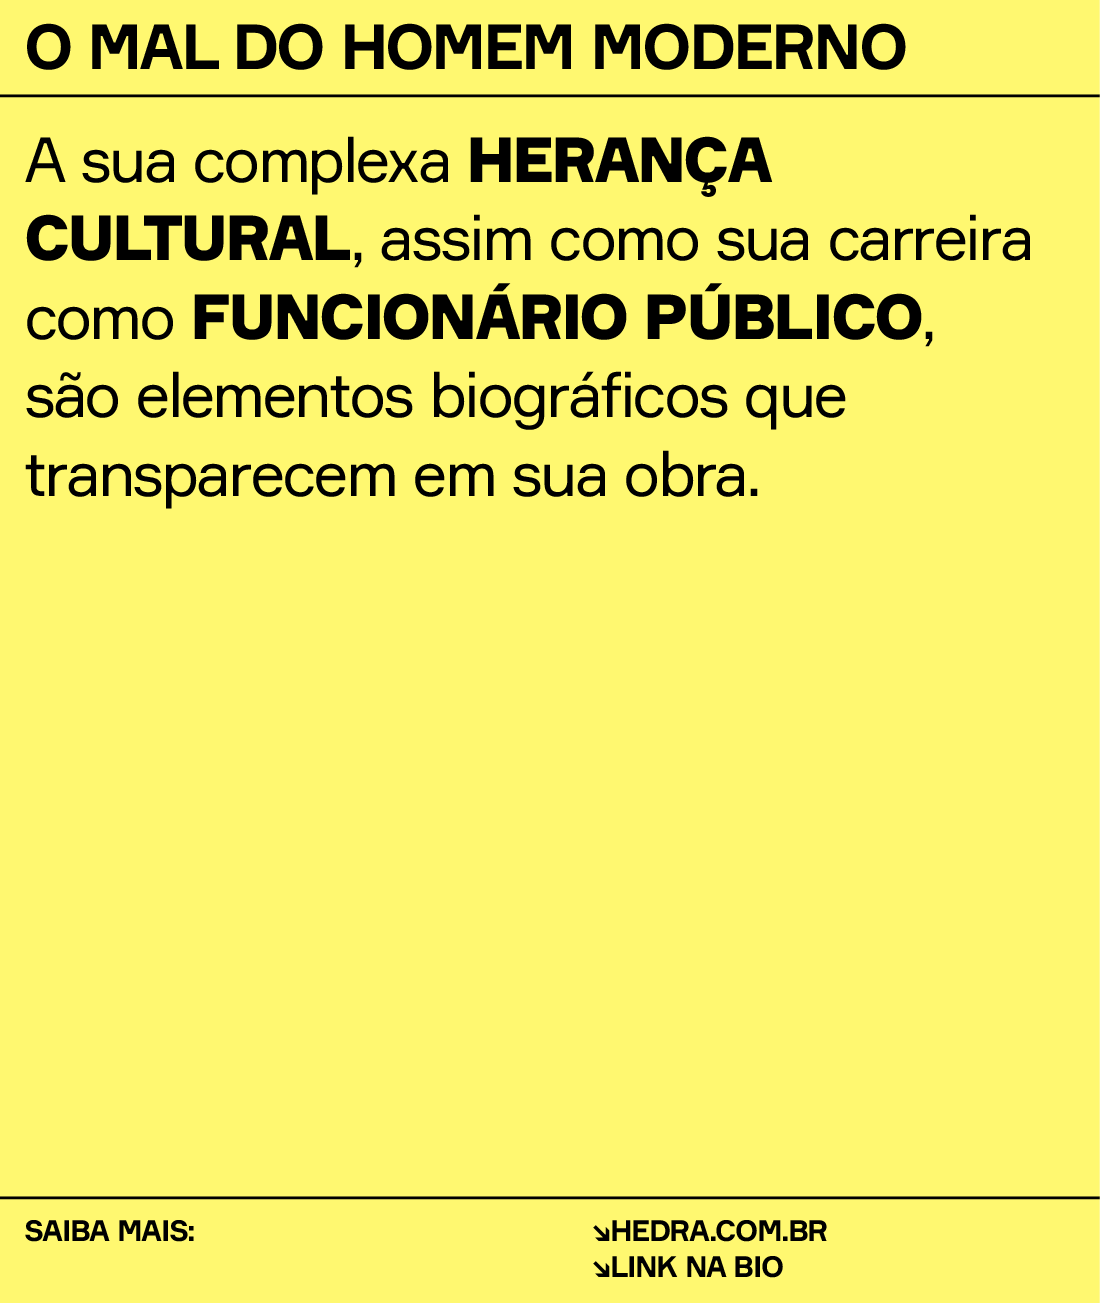 O MAL DO HOMEM MODERNO
A sua complexa HERANÇA
CULTURAL, assim como sua carreira
como FUNCIONÁRIO PÚBLICO,
são elementos biográficos que
transparecem em sua obra.
SAIBA MAIS:
↘HEDRA.COM.BR
↘LINK NA BIO